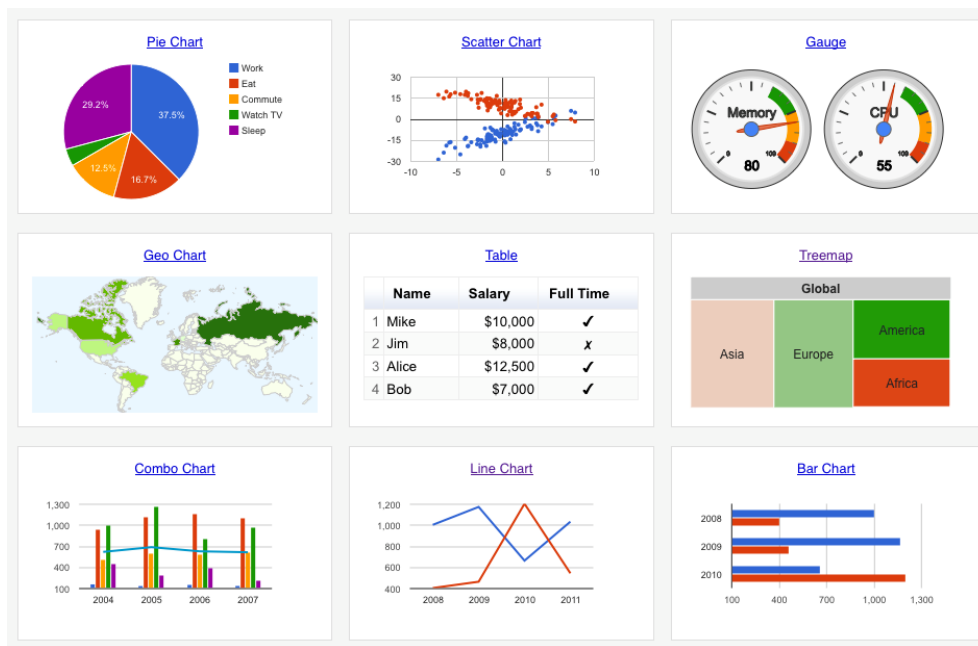 Pie Chart
Work
Eat
Commute
Watch TV
Sleep
29.2%
37.5%
12.5%
16.7%
Scatter Chart
30
15
0
-15
-30
-10
-5
0
5
10
Gauge
Memory
0
100
80
CPU
0
100
55
Geo Chart
Table
Name Salary Full Time
1 Mike $10,000 ✔
2 Jim $8,000 ✗
3 Alice $12,500 ✔
4 Bob $7,000 ✔
Treemap
Global
Asia
Europe
America
Africa
Combo Chart
1,300
1,000
700
400
100
2004 2005 2006 2007
Line Chart
1,200
1,000
800
600
400
2008 2009 2010 2011
Bar Chart
2008
2009
2010
100 400 700 1,000 1,300